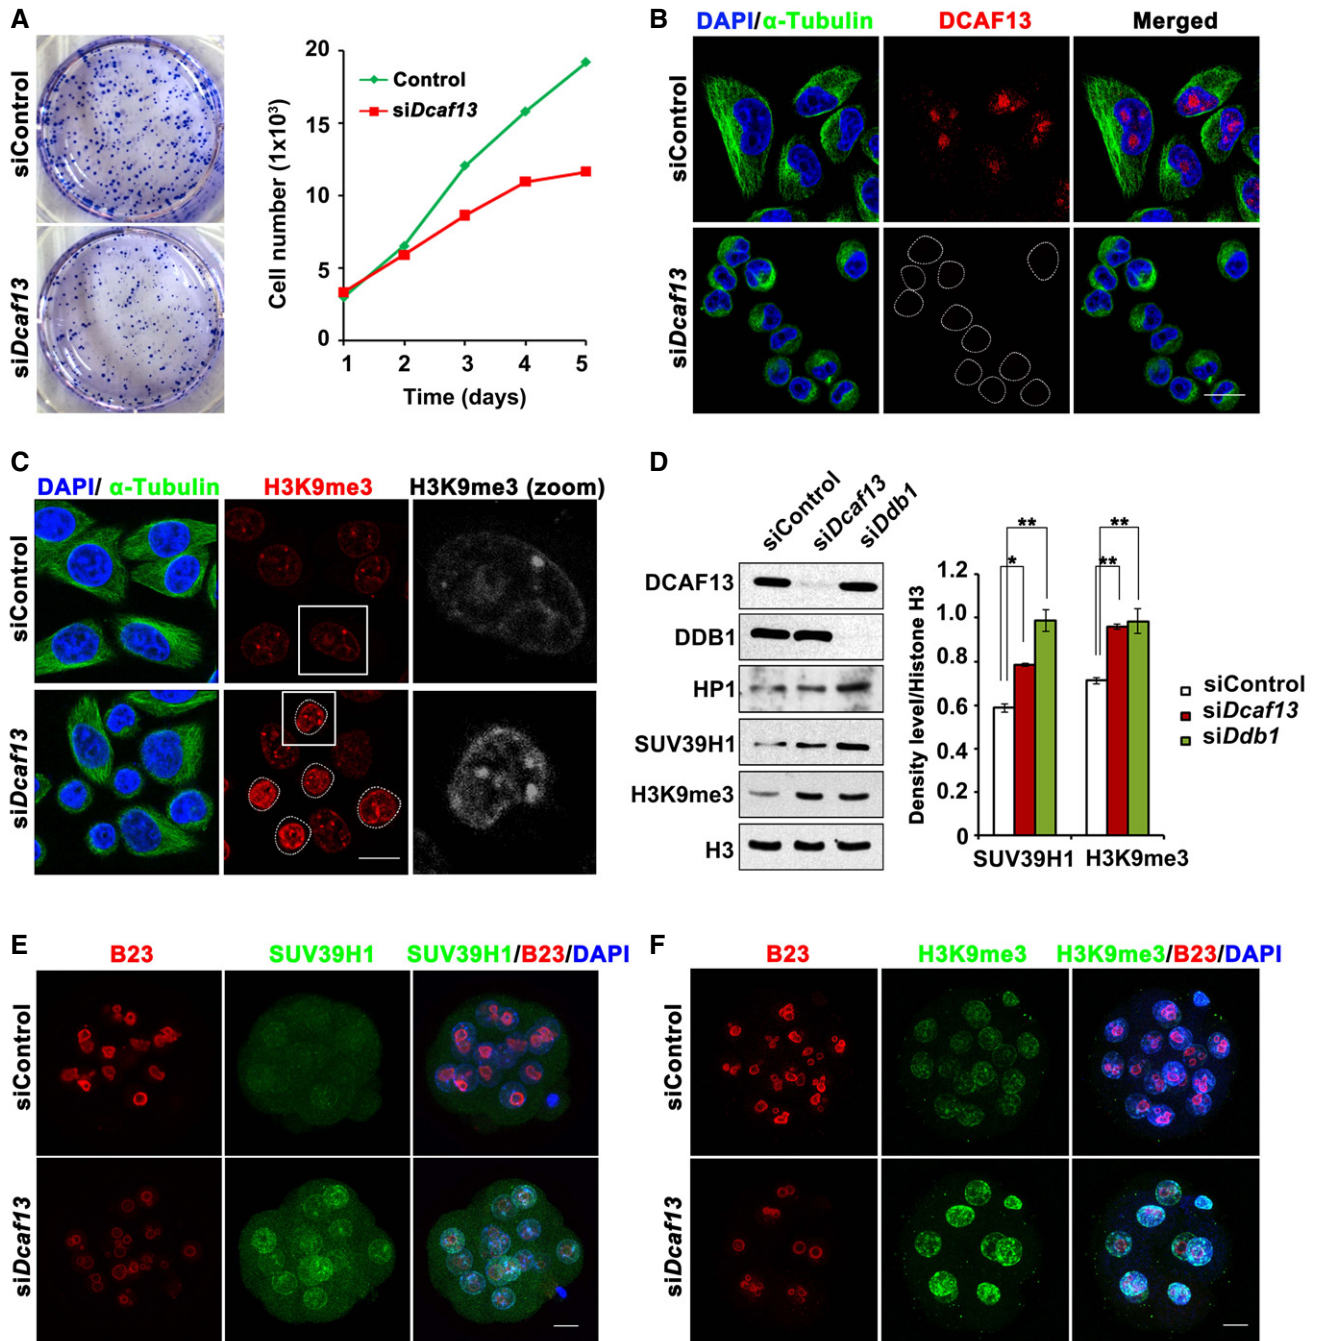 A
siControl
siDcaf13
Cell number (1x10³)
20
15
10
5
0
Control
siDcaf13
1 2 3 4 5
Time (days)
B
DAPI/α-Tubulin DCAF13 Merged
siControl
siDcaf13
C
DAPI/ α-Tubulin H3K9me3 H3K9me3 (zoom)
siControl
siDcaf13
D
siControl siDcaf13 siDdb1
DCAF13
DDB1
HP1
SUV39H1
H3K9me3
H3
Density level/Histone H3
1.2
1.0
0.8
0.6
0.4
0.2
0
** **
* **
SUV39H1 H3K9me3
siControl
siDcaf13
siDdb1
E
B23 SUV39H1 SUV39H1/B23/DAPI
siControl
siDcaf13
F
B23 H3K9me3 H3K9me3/B23/DAPI
siControl
siDcaf13